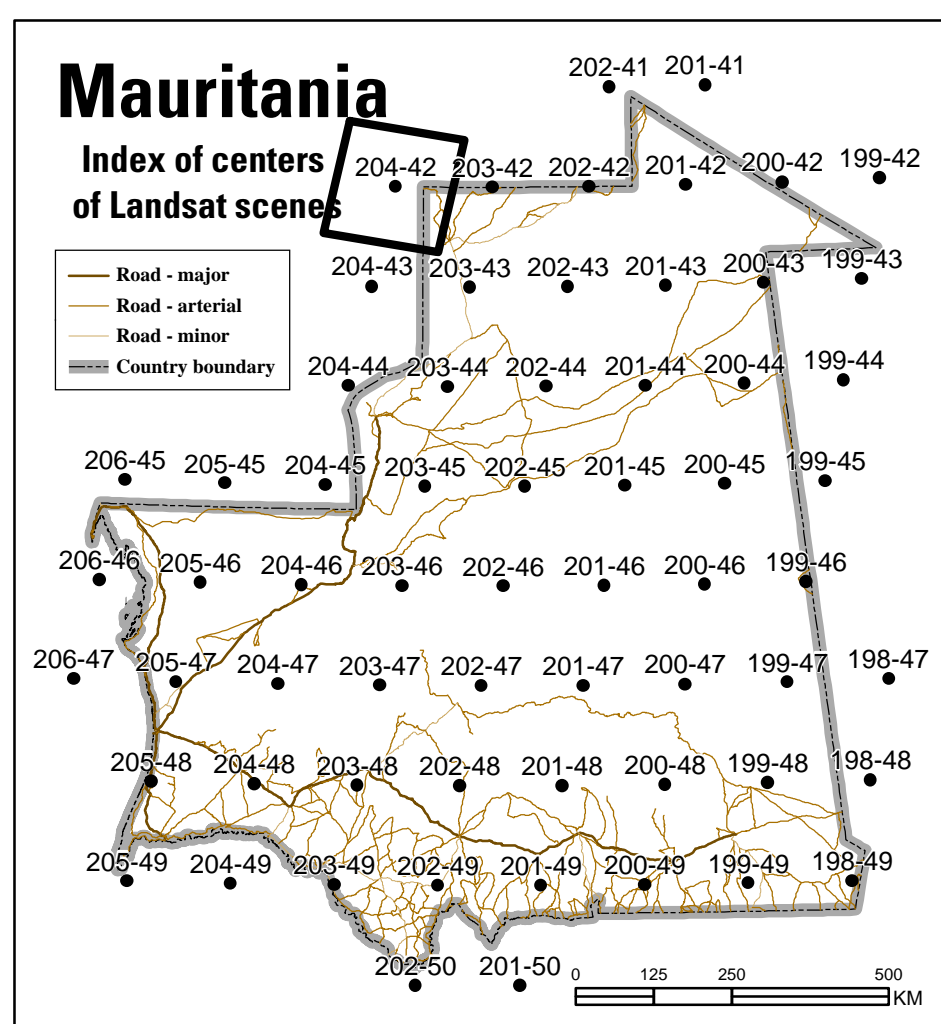 Mauritania
Index of centers
of Landsat scenes
Road - major
Road - arterial
Road - minor
Country boundary
202-41 201-41
204-42 203-42 202-42 201-42 200-42 199-42
204-43 203-43 202-43 201-43 200-43 199-43
204-44 203-44 202-44 201-44 200-44 199-44
206-45 205-45 204-45 203-45 202-45 201-45 200-45 199-45
206-46 205-46 204-46 203-46 202-46 201-46 200-46 199-46
206-47 205-47 204-47 203-47 202-47 201-47 200-47 199-47 198-47
205-48 204-48 203-48 202-48 201-48 200-48 199-48 198-48
205-49 204-49 203-49 202-49 201-49 200-49 199-49 198-49
202-50 201-50
0 125 250 500
KM